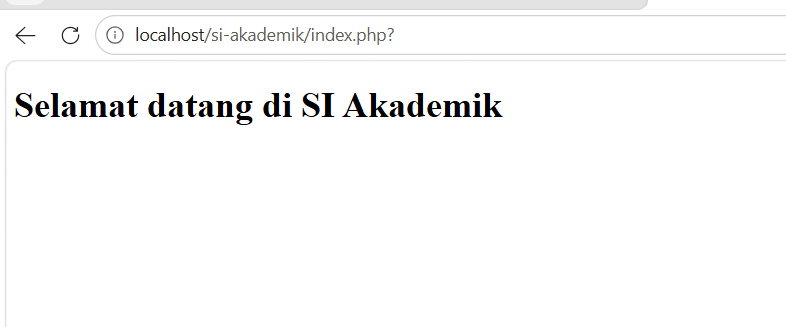 localhost/si-akademik/index.php?
Selamat datang di SI Akademik